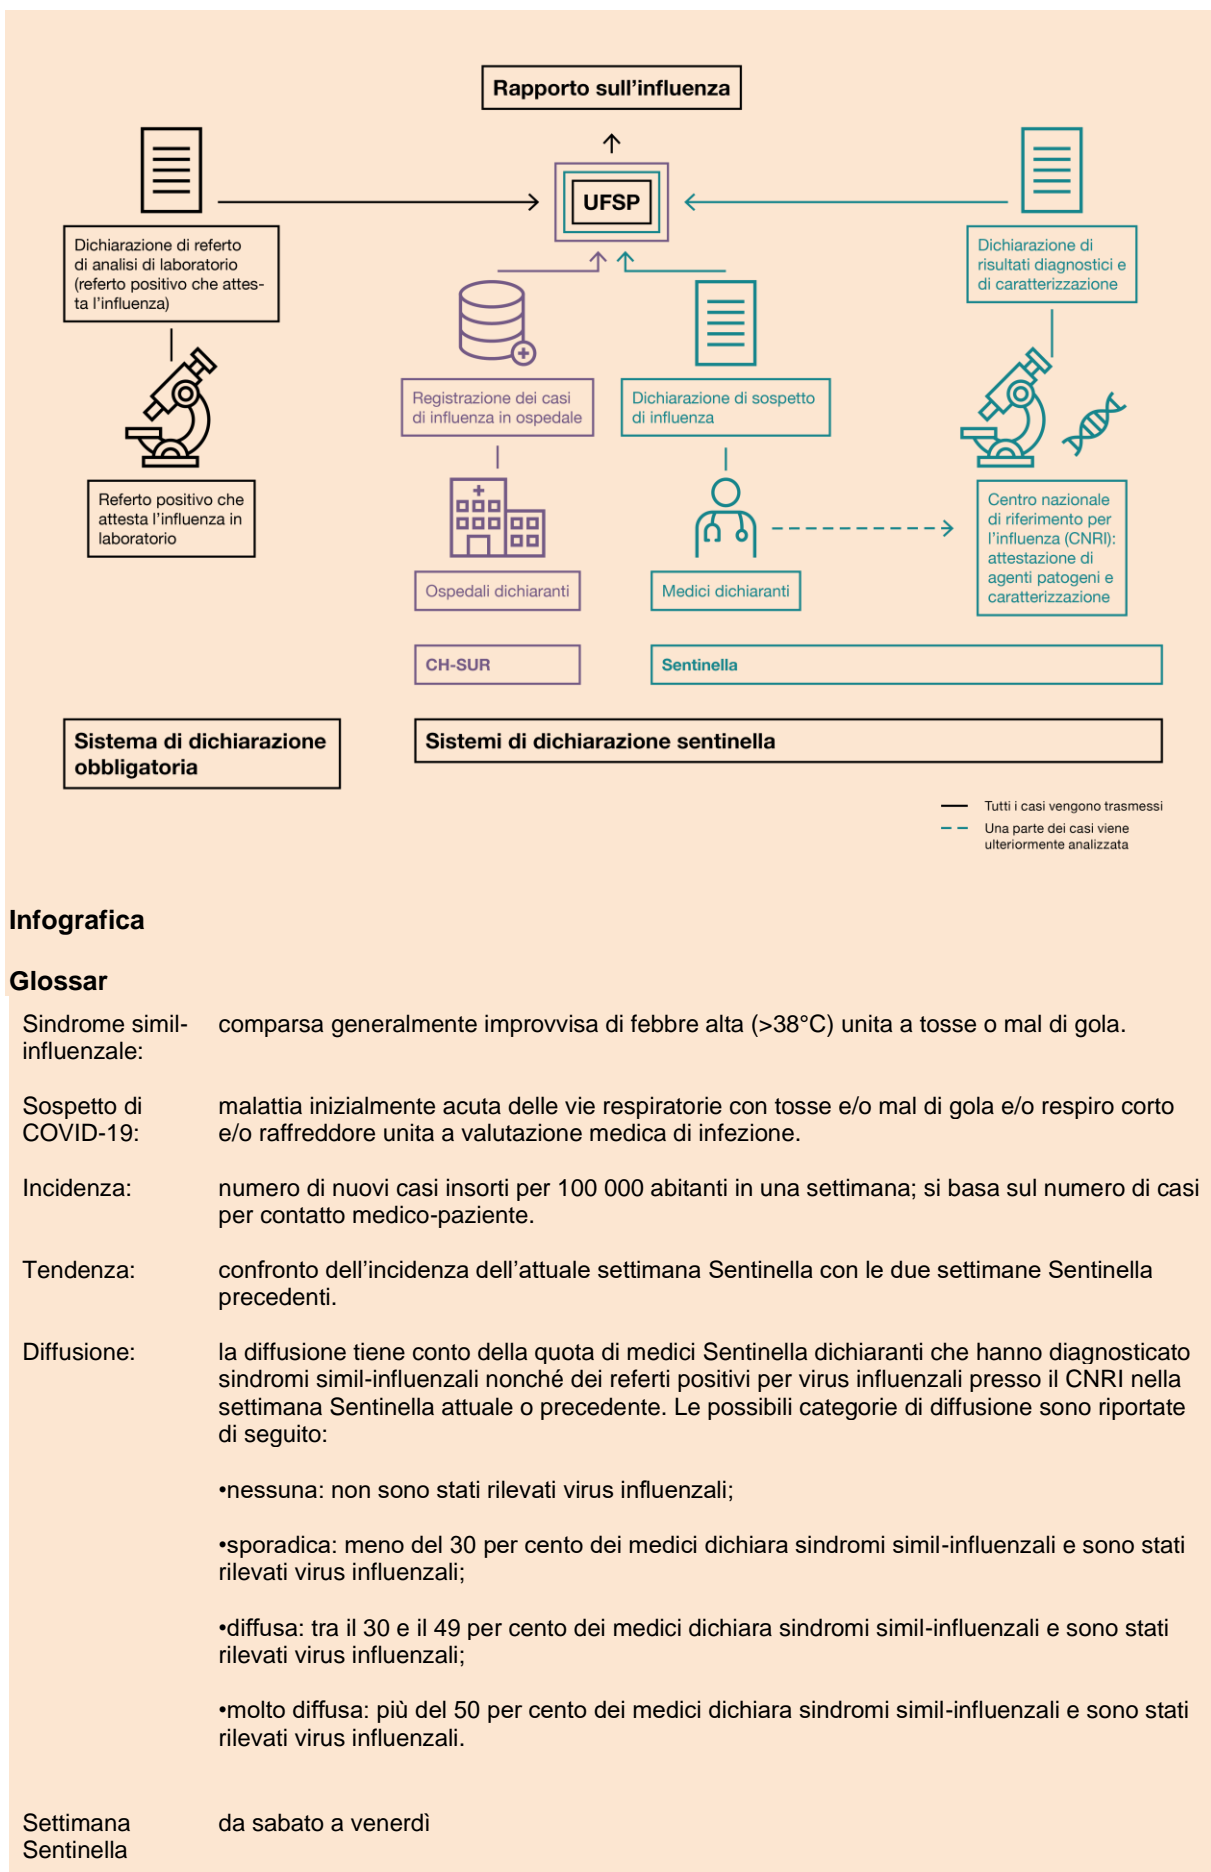 Rapporto sull'influenza
UFSP
Dichiarazione di referto
di analisi di laboratorio
(referto positivo che attes-
ta l'influenza)
Dichiarazione di
risultati diagnostici e
di caratterizzazione
Registrazione dei casi
di influenza in ospedale
Dichiarazione di sospetto
di influenza
Referto positivo che
attesta l'influenza in
laboratorio
Centro nazionale
di riferimento per
l'influenza (CNRI):
attestazione di
agenti patogeni e
caratterizzazione
Ospedali dichiaranti
Medici dichiaranti
CH-SUR
Sentinella
Sistema di dichiarazione
obbligatoria
Sistemi di dichiarazione sentinella
Tutti i casi vengono trasmessi
Una parte dei casi viene
ulteriormente analizzata
Infografica
Glossar
Sindrome simil-
influenzale:
comparsa generalmente improvvisa di febbre alta (>38°C) unita a tosse o mal di gola.
Sospetto di
COVID-19:
malattia inizialmente acuta delle vie respiratorie con tosse e/o mal di gola e/o respiro corto
e/o raffreddore unita a valutazione medica di infezione.
Incidenza:
numero di nuovi casi insorti per 100 000 abitanti in una settimana; si basa sul numero di casi
per contatto medico-paziente.
Tendenza:
confronto dell'incidenza dell'attuale settimana Sentinella con le due settimane Sentinella
precedenti.
Diffusione:
la diffusione tiene conto della quota di medici Sentinella dichiaranti che hanno diagnosticato
sindromi simil-influenzali nonché dei referti positivi per virus influenzali presso il CNRI nella
settimana Sentinella attuale o precedente. Le possibili categorie di diffusione sono riportate
di seguito:
•nessuna: non sono stati rilevati virus influenzali;
•sporadica: meno del 30 per cento dei medici dichiara sindromi simil-influenzali e sono stati
rilevati virus influenzali;
•diffusa: tra il 30 e il 49 per cento dei medici dichiara sindromi simil-influenzali e sono stati
rilevati virus influenzali;
•molto diffusa: più del 50 per cento dei medici dichiara sindromi simil-influenzali e sono stati
rilevati virus influenzali.
Settimana
Sentinella
da sabato a venerdì